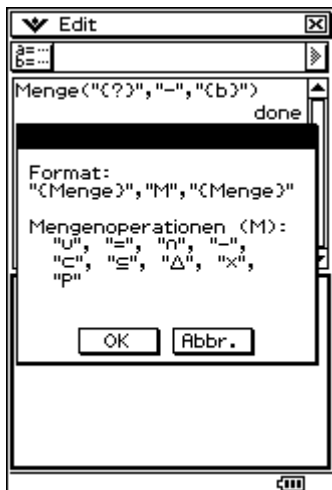 Edit
Menge("{?}","-","{b}")
done
Format:
"{Menge}","M","{Menge}"
Mengenoperationen (M):
"∪", "=", "∩", "-",
"⊂", "⊆", "△", "×",
"P"
OK Abbr.